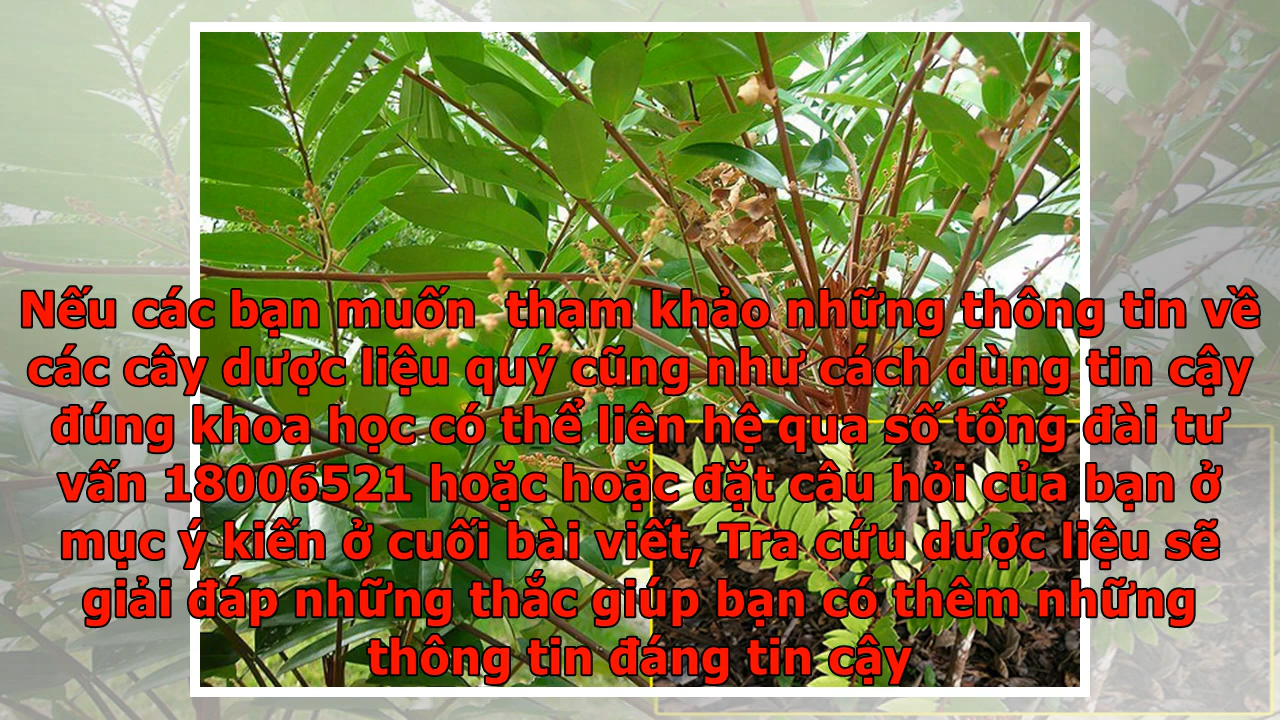 Nếu các bạn muốn  tham khảo những thông tin về
các cây dược liệu quý cũng như cách dùng tin cậy
đúng khoa học có thể liên hệ qua số tổng đài tư
vấn 18006521 hoặc hoặc đặt câu hỏi của bạn ở
mục ý kiến ở cuối bài viết, Tra cứu dược liệu sẽ
giải đáp những thắc giúp bạn có thêm những
thông tin đáng tin cậy